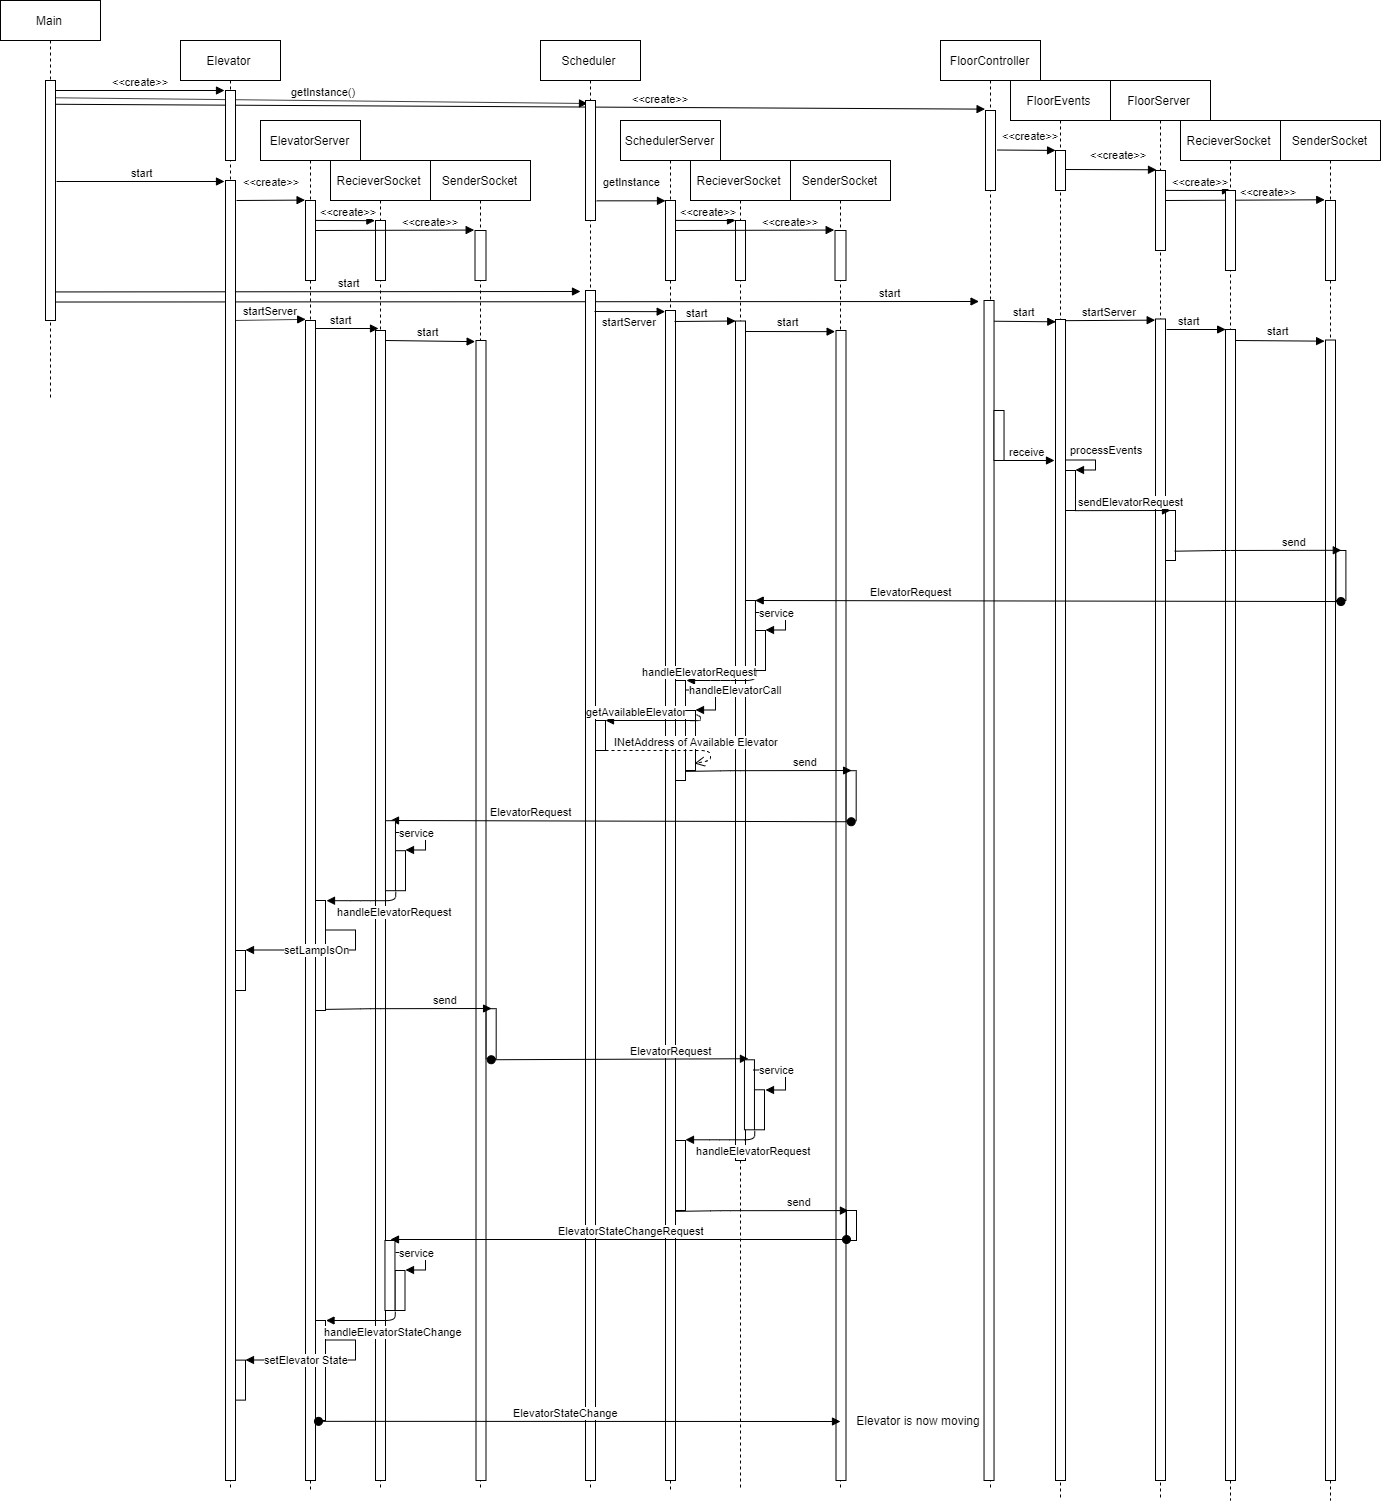 Main
Elevator
Scheduler
FloorController
<<create>>
getInstance()
<<create>>
FloorEvents
FloorServer
ElevatorServer
SchedulerServer
<<create>>
RecieverSocket
SenderSocket
<<create>>
start
<<create>>
RecieverSocket
SenderSocket
getInstance
RecieverSocket
SenderSocket
<<create>>
<<create>>
<<create>>
<<create>>
<<create>>
<<create>>
start
start
startServer
start
start
startServer
start
start
start
startServer
start
start
receive
processEvents
sendElevatorRequest
send
ElevatorRequest
service
handleElevatorRequest
handleElevatorCall
getAvailableElevator
INetAddress of Available Elevator
send
ElevatorRequest
service
handleElevatorRequest
setLampIsOn
send
ElevatorRequest
service
handleElevatorRequest
send
ElevatorStateChangeRequest
service
handleElevatorStateChange
setElevator State
ElevatorStateChange
Elevator is now moving